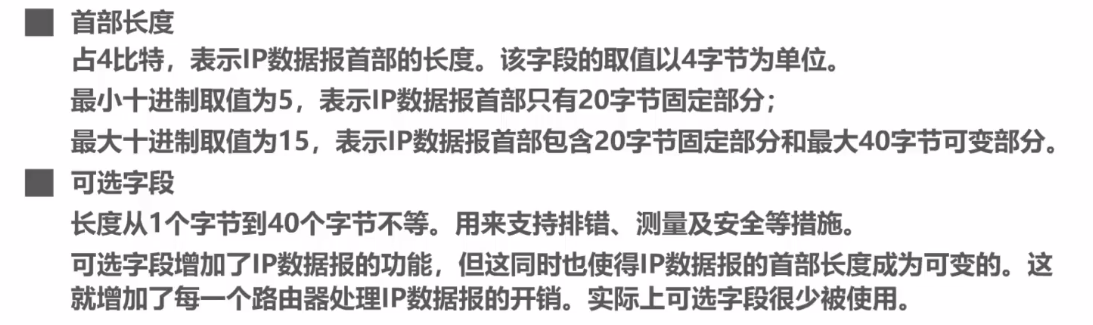 首部长度
占4比特，表示IP数据报首部的长度。该字段的取值以4字节为单位。
最小十进制取值为5，表示IP数据报首部只有20字节固定部分；
最大十进制取值为15，表示IP数据报首部包含20字节固定部分和最大40字节可变部分。
可选字段
长度从1个字节到40个字节不等。用来支持排错、测量及安全等措施。
可选字段增加了IP数据报的功能，但这同时也使得IP数据报的首部长度成为可变的。这
就增加了每一个路由器处理IP数据报的开销。实际上可选字段很少被使用。